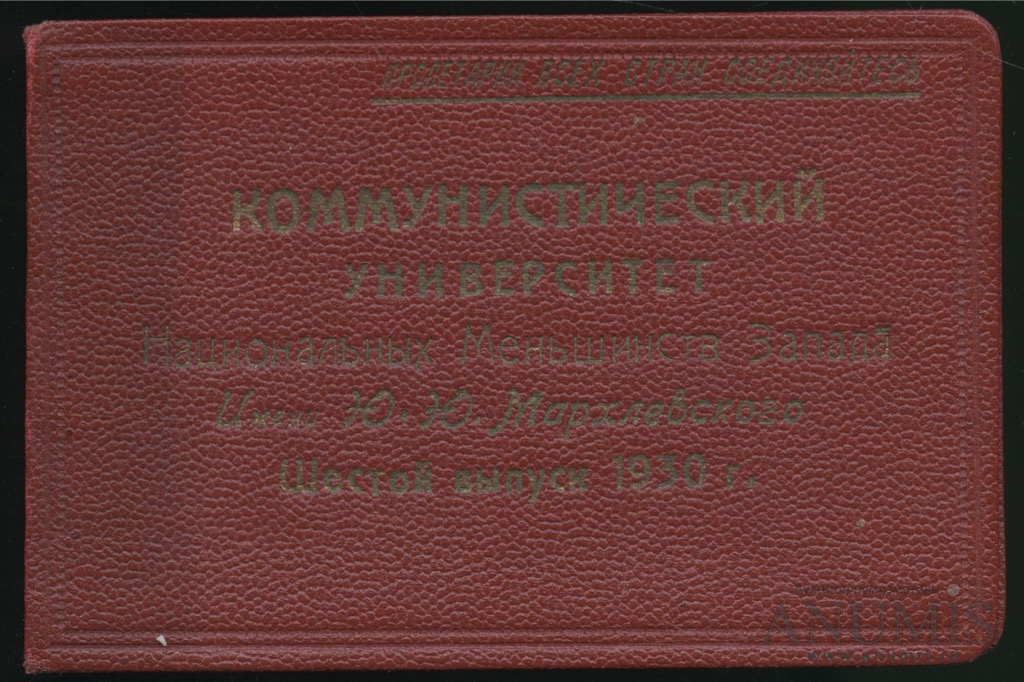 ПРОЛЕТАРИИ ВСЕХ СТРАН СОЕДИНЯЙТЕСЬ
КОММУНИСТИЧЕСКИЙ
УНИВЕРСИТЕТ
Национальных Меньшинств Запада
Имени Ю. Ю. Мархлевского
Шестой выпуск 1930 г.
ANUMIS